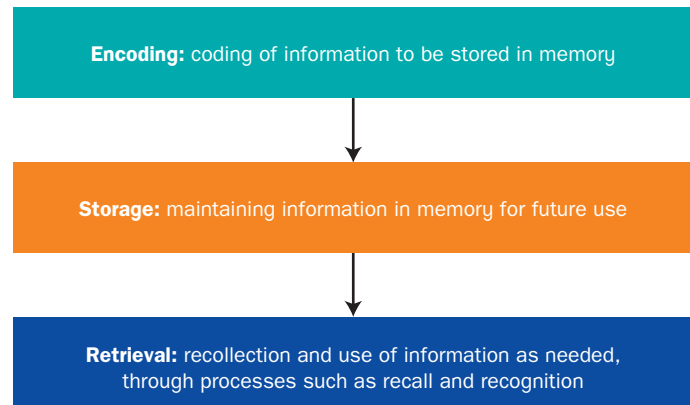 Encoding: coding of information to be stored in memory
Storage: maintaining information in memory for future use
Retrieval: recollection and use of information as needed,
through processes such as recall and recognition